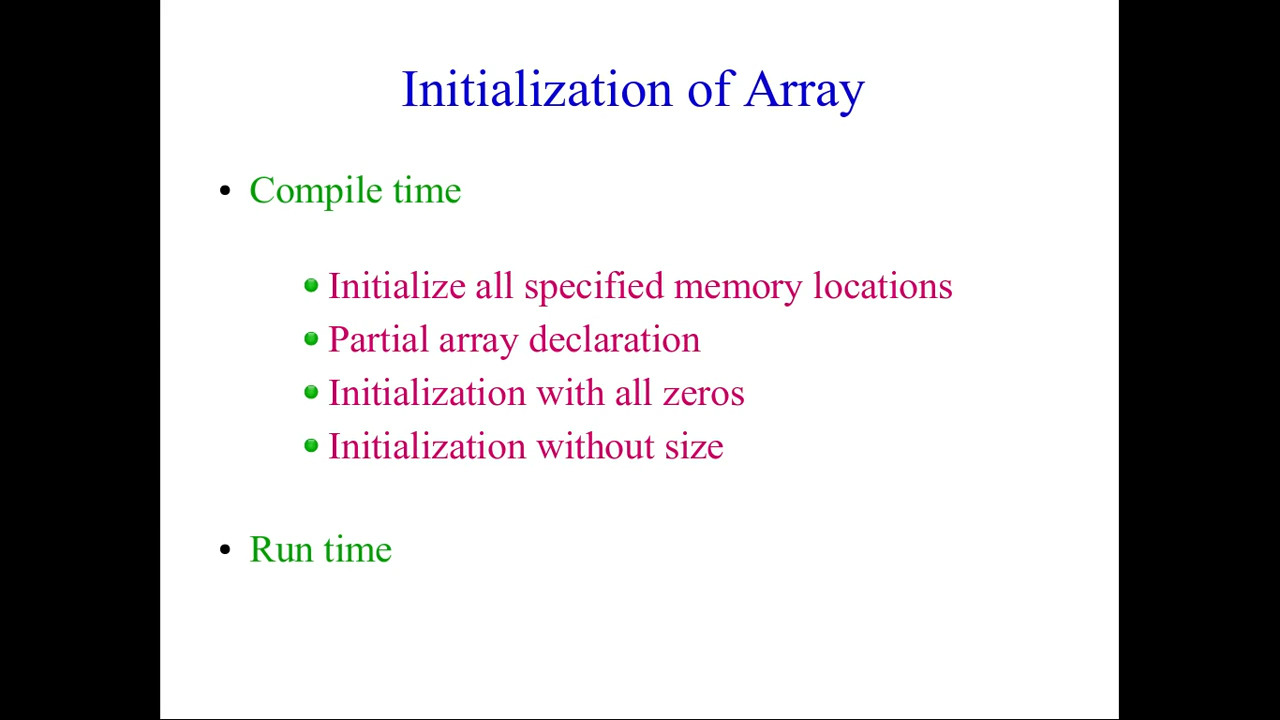 Initialization of Array
• Compile time
Initialize all specified memory locations
Partial array declaration
Initialization with all zeros
Initialization without size
• Run time